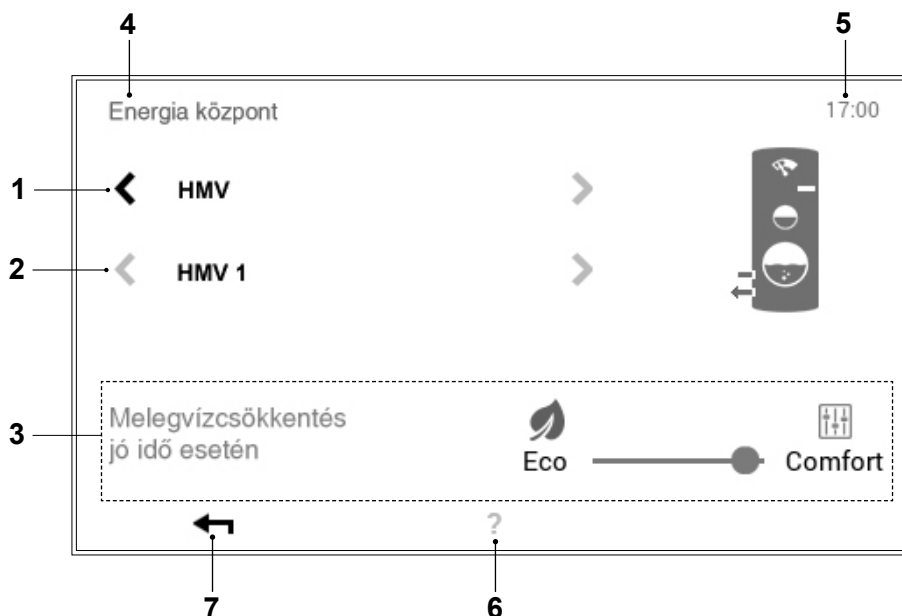 4 5
Energia központ 17:00
1 HMV
2 HMV 1
3 Melegvízcsökkentés
jó idő esetén
Eco Comfort
?
7 6